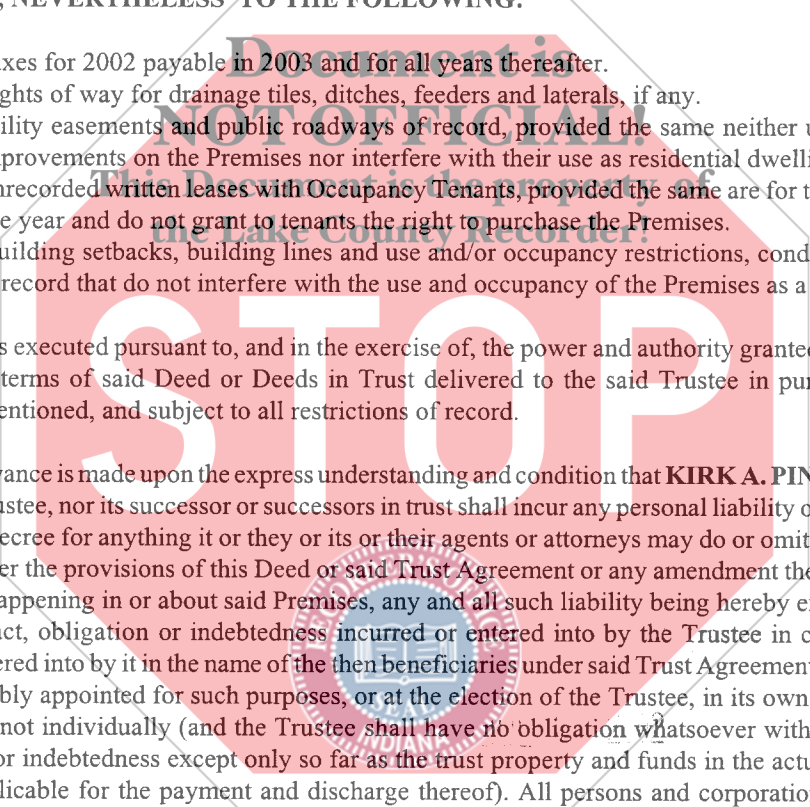 , NEVERTHELESS TO THE FOLLOWING:
xes for 2002 payable in 2003 and for all years thereafter.
ghts of way for drainage tiles, ditches, feeders and laterals, if any.
ility easements and public roadways of record, provided the same neither u
provements on the Premises nor interfere with their use as residential dwelli
nrecorded written leases with Occupancy Tenants, provided the same are for t
e year and do not grant to tenants the right to purchase the Premises.
uilding setbacks, building lines and use and/or occupancy restrictions, cond
record that do not interfere with the use and occupancy of the Premises as a
s executed pursuant to, and in the exercise of, the power and authority grante
terms of said Deed or Deeds in Trust delivered to the said Trustee in pur
entioned, and subject to all restrictions of record.
vance is made upon the express understanding and condition that KIRK A. PIN
ustee, nor its successor or successors in trust shall incur any personal liability o
ecree for anything it or they or its or their agents or attorneys may do or omit
er the provisions of this Deed or said Trust Agreement or any amendment the
appening in or about said Premises, any and all such liability being hereby e
act, obligation or indebtedness incurred or entered into by the Trustee in c
ered into by it in the name of the then beneficiaries under said Trust Agreement
bly appointed for such purposes, or at the election of the Trustee, in its own
not individually (and the Trustee shall have no obligation whatsoever with
or indebtedness except only so far as the trust property and funds in the actu
licable for the payment and discharge thereof). All persons and corporatio
Document is
NOT OFFICIAL!
This Document is the property of
the Lake County Recorder!
STOP
SEAL
INDIANA